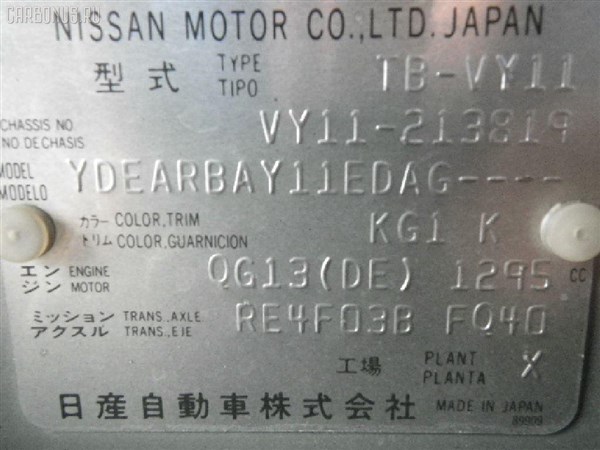 CARBONUS.RU
NISSAN MOTOR CO., LTD. JAPAN
型式 TYPE TIPO TB-VY11
CHASSIS NO. NO. DE CHASIS VY11-213819
MODEL MODELO YDEARBAY11EDAG----
カラー COLOR, TRIM KG1 K
トリム COLOR, GUARNICION
エンジン ENGINE MOTOR QG13(DE) 1295 CC
ミッション TRANS., AXLE RE4F03B FQ40
アクスル TRANS., EJE
工場 PLANT PLANTA X
日産自動車株式会社 MADE IN JAPAN
89909